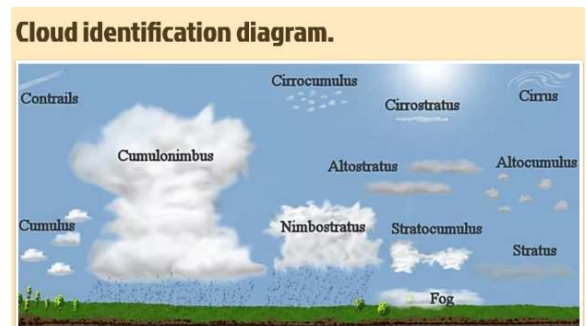 Cloud identification diagram.
Cirrocumulus
Contrails
Cirrostratus
Cirrus
Cumulonimbus
Altostratus
Altocumulus
Cumulus
Nimbostratus
Stratocumulus
Stratus
Fog